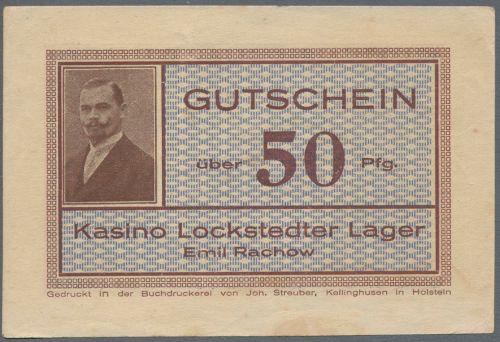 GUTSCHEIN
über 50 Pfg.
Kasino Lockstedter Lager
Emil Rachow
Gedruckt in der Buchdruckerei von Joh. Streuber, Kellinghusen in Holstein